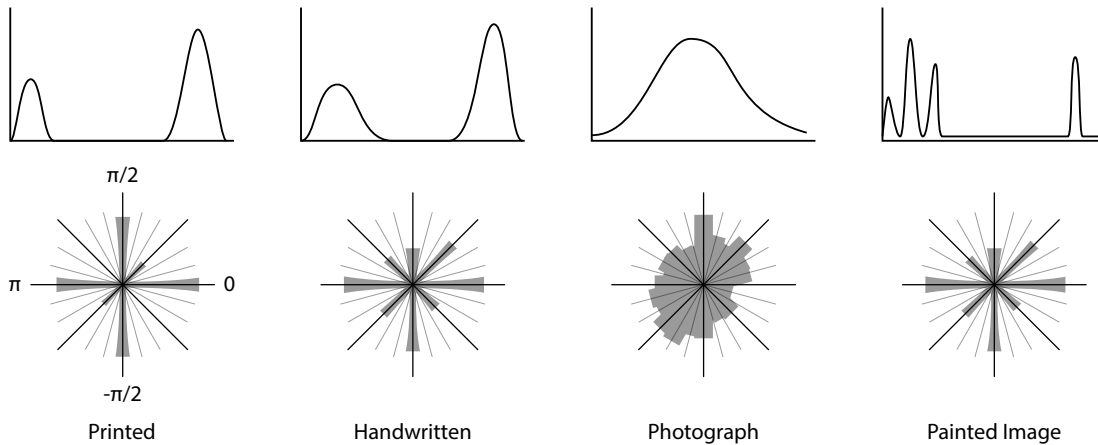 π/2
π
0
-π/2
Printed
Handwritten
Photograph
Painted Image